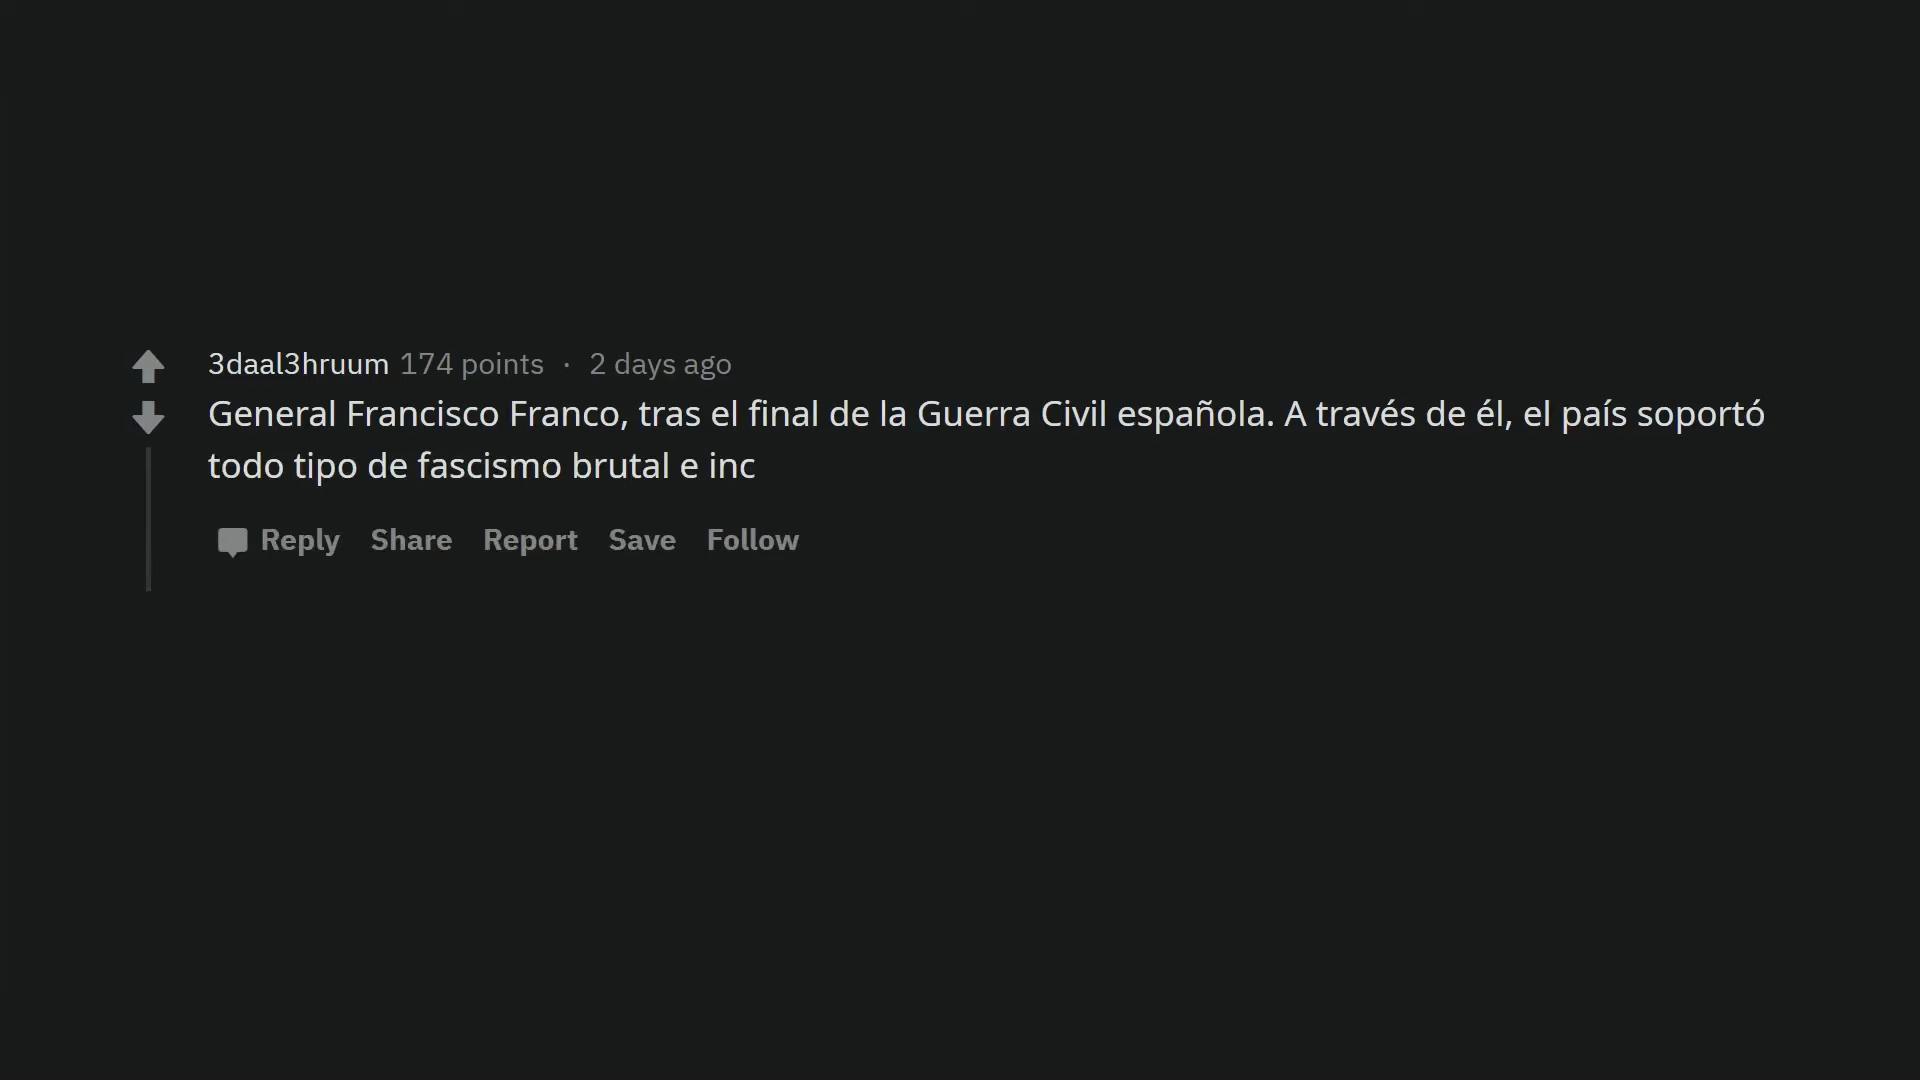 3daal3hruum 174 points · 2 days ago
General Francisco Franco, tras el final de la Guerra Civil española. A través de él, el país soportó
todo tipo de fascismo brutal e inc
Reply Share Report Save Follow